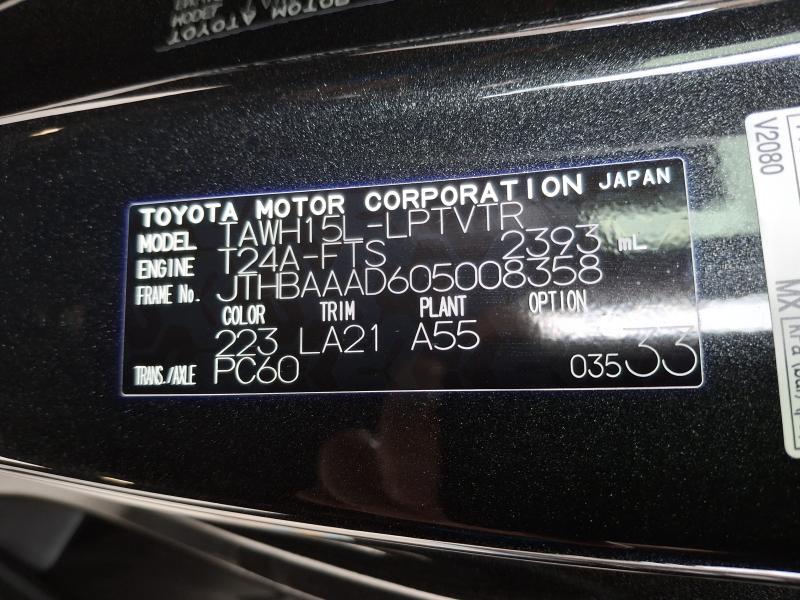 TOYOTA MOTOR CORPORATION JAPAN
MODEL TAWH15L-LPTVTR
ENGINE T24A-FTS 2393 mL
FRAME No. JTHBAAAD605008358
COLOR TRIM PLANT OPTION
223 LA21 A55
TRANS./AXLE PC60 03533
V2080
MX